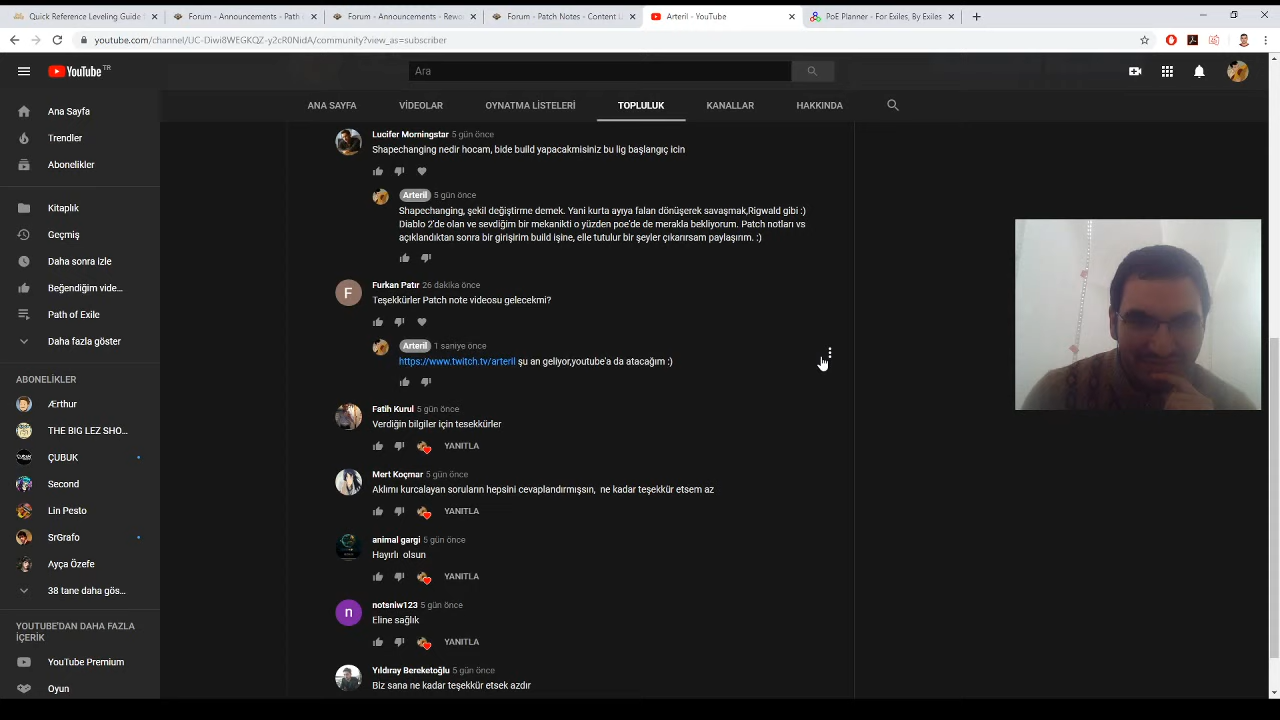 Quick Reference Leveling Guide
Forum - Announcements - Path
Forum - Announcements - Rew
Forum - Patch Notes - Content
Arteril - YouTube
PoE Planner - For Exiles, By Exiles
youtube.com/channel/UC-Diwi8WEGKQZ-y2cR0NidA/community?view_as=subscriber
YouTube TR
Ara
ANA SAYFA
VİDEOLAR
OYNATMA LİSTELERİ
TOPLULUK
KANALLAR
HAKKINDA
Ana Sayfa
Trendler
Abonelikler
Kitaplık
Geçmiş
Daha sonra izle
Beğendiğim vide...
Path of Exile
Daha fazla göster
ABONELİKLER
Ærthur
THE BIG LEZ SHO...
ÇUBUK
Second
Lin Pesto
SrGrafo
Ayça Özefe
38 tane daha gös...
YOUTUBE'DAN DAHA FAZLA
İÇERİK
YouTube Premium
Oyun
Lucifer Morningstar 5 gün önce
Shapechanging nedir hocam, bide build yapacakmisiniz bu lig başlangıç icin
Arteril 5 gün önce
Shapechanging, şekil değiştirme demek. Yani kurta ayıya falan dönüşerek savaşmak,Rigwald gibi :)
Diablo 2'de olan ve sevdiğim bir mekanikti o yüzden poe'de de merakla bekliyorum. Patch notları vs
açıklandıktan sonra bir girişirim build işine, elle tutulur bir şeyler çıkarırsam paylaşırım. :)
Furkan Patır 26 dakika önce
Teşekkürler Patch note videosu gelecekmi?
Arteril 1 saniye önce
https://www.twitch.tv/arteril şu an geliyor,youtube'a da atacağım :)
Fatih Kurul 5 gün önce
Verdiğin bilgiler için tesekkürler
YANITLA
Mert Koçmar 5 gün önce
Aklımı kurcalayan soruların hepsini cevaplandırmışsın, ne kadar teşekkür etsem az
YANITLA
animal gargi 5 gün önce
Hayırlı olsun
YANITLA
notsniw123 5 gün önce
Eline sağlık
YANITLA
Yıldıray Bereketoğlu 5 gün önce
Biz sana ne kadar teşekkür etsek azdır
F
n